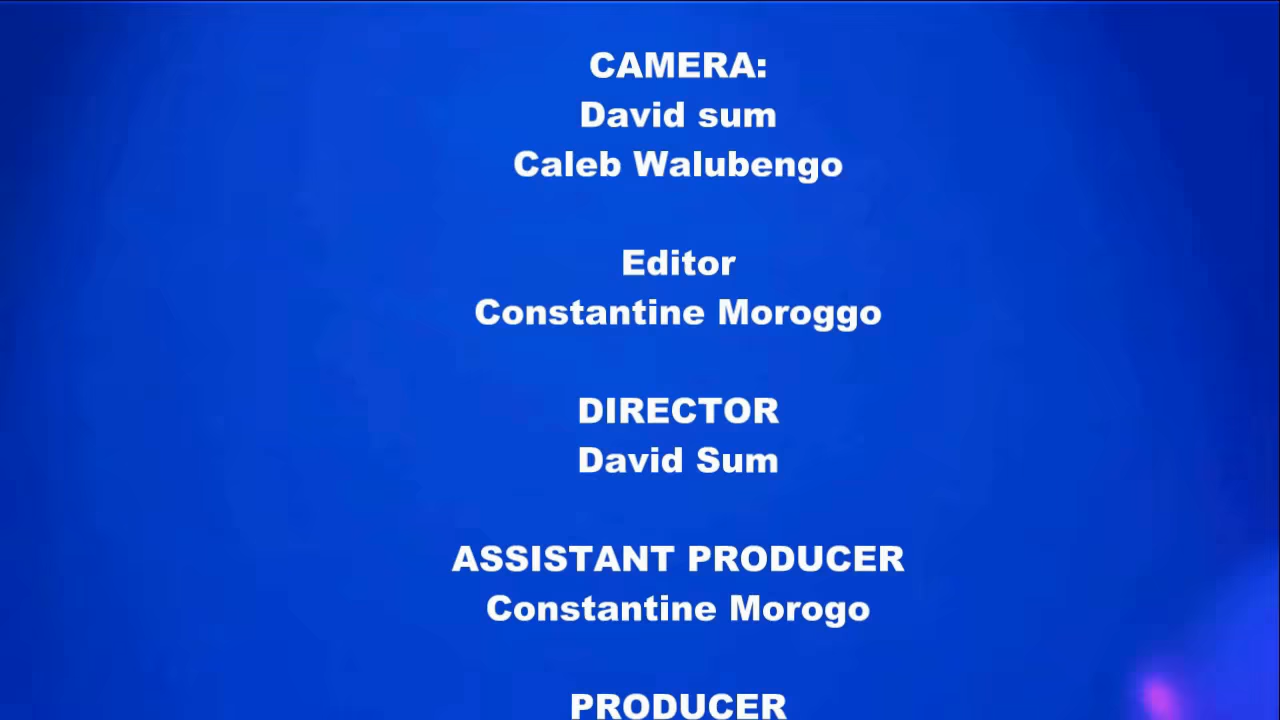 CAMERA:
David sum
Caleb Walubengo
Editor
Constantine Moroggo
DIRECTOR
David Sum
ASSISTANT PRODUCER
Constantine Morogo
PRODUCER